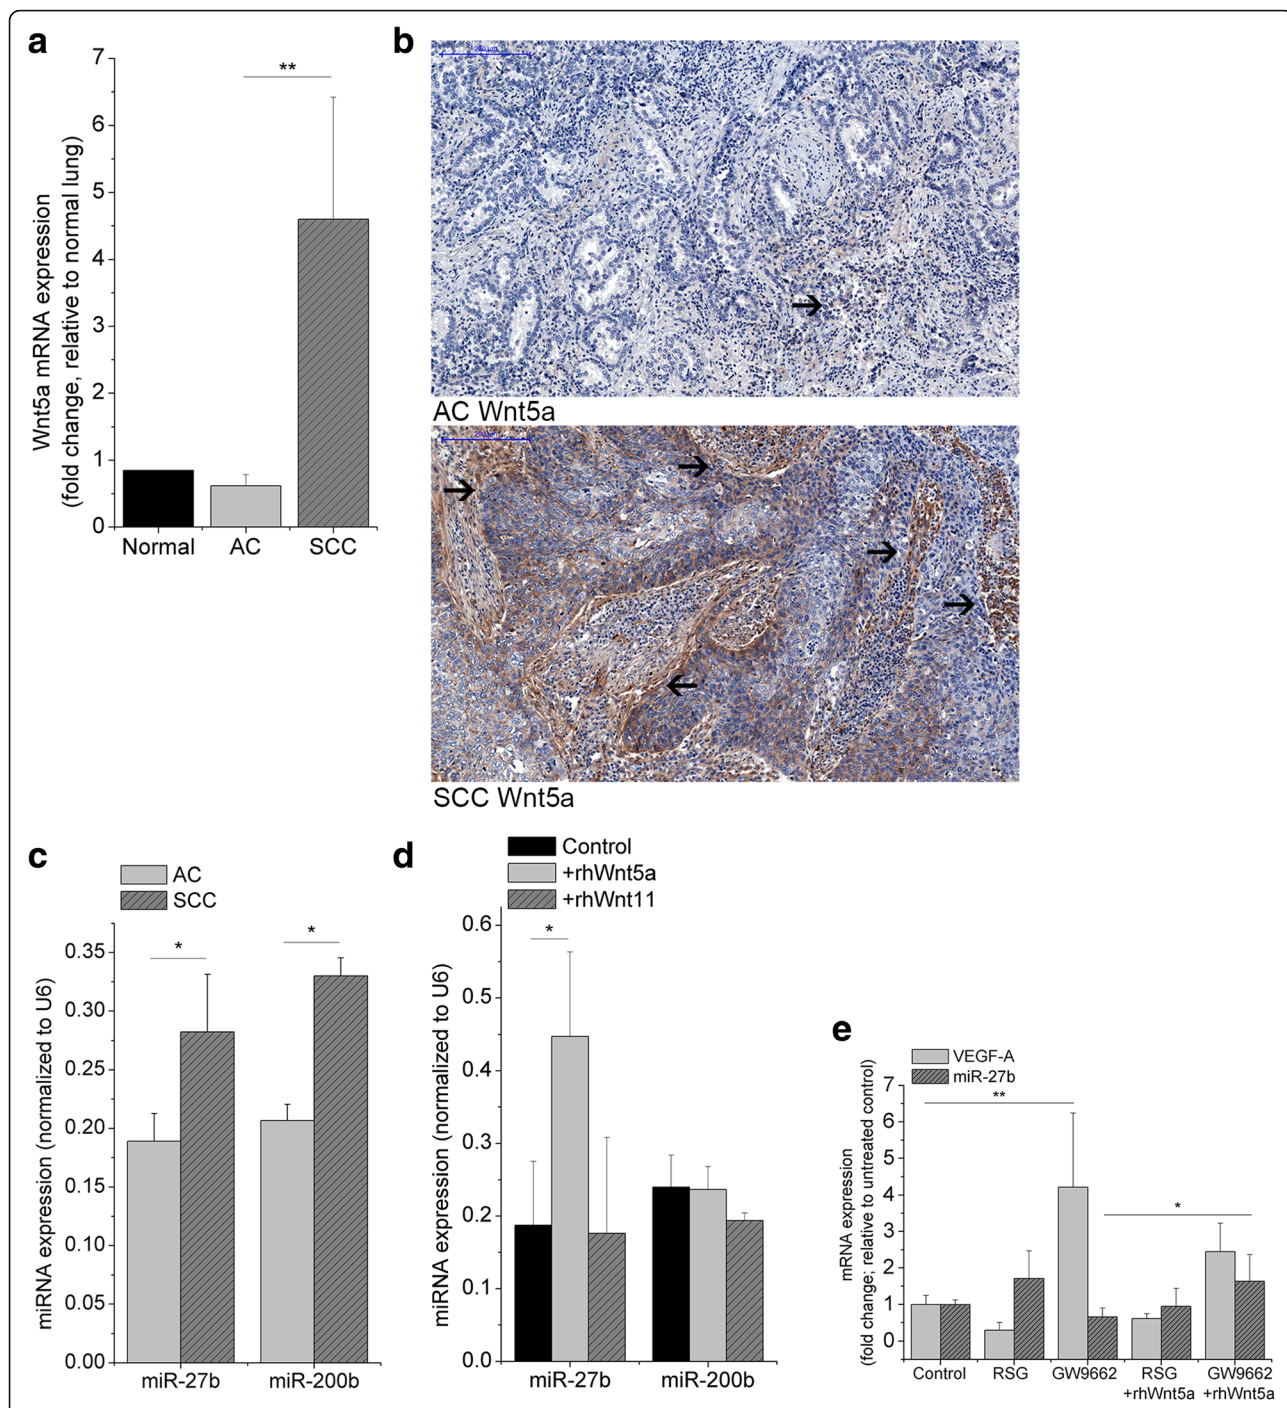 a
7
6
5
4
3
2
1
0
Wnt5a mRNA expression
(fold change, relative to normal lung)
**
Normal AC SCC
b
200 µm
AC Wnt5a
200 µm
SCC Wnt5a
c
AC
SCC
0.35
0.30
0.25
0.20
0.15
0.10
0.05
0.00
miRNA expression (normalized to U6)
*
*
miR-27b miR-200b
d
Control
+rhWnt5a
+rhWnt11
0.6
0.5
0.4
0.3
0.2
0.1
0.0
miRNA expression (normalized to U6)
*
miR-27b miR-200b
e
VEGF-A
miR-27b
7
6
5
4
3
2
1
0
mRNA expression
(fold change; relative to untreated control)
**
*
Control RSG GW9662 RSG GW9662
+rhWnt5a +rhWnt5a